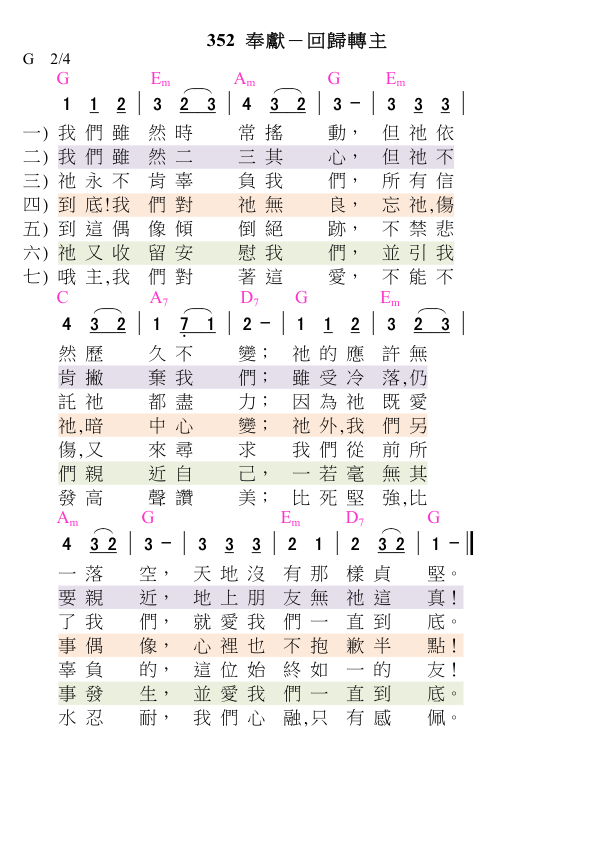 352 奉獻－回歸轉主
G 2/4
G Em Am G Em
1 1 2 | 3 2 3 | 4 3 2 | 3 － | 3 3 3 |
一) 我們雖 然時 常搖 動， 但祂依
二) 我們雖 然二 三其 心， 但祂不
三) 祂永不 肯辜 負我 們， 所有信
四) 到底!我 們對 祂無 良， 忘祂,傷
五) 到這偶 像傾 倒絕 跡， 不禁悲
六) 祂又收 留安 慰我 們， 並引我
七) 哦主,我 們對 著這 愛， 不能不
C A7 D7 G Em
4 3 2 | 1 7 1 | 2 － | 1 1 2 | 3 2 3 |
然歷 久不 變； 祂的應 許無
肯撇 棄我 們； 雖受冷 落,仍
託祂 都盡 力； 因為祂 既愛
祂,暗 中心 變； 祂外,我 們另
傷,又 來尋 求 我們從 前所
們親 近自 己， 一若毫 無其
發高 聲讚 美； 比死堅 強,比
Am G Em D7 G
4 3 2 | 3 － | 3 3 3 | 2 1 | 2 3 2 | 1 － ‖
一落 空， 天地沒 有那 樣貞 堅。
要親 近， 地上朋 友無 祂這 真！
了我 們， 就愛我 們一 直到 底。
事偶 像， 心裡也 不抱 歉半 點！
辜負 的， 這位始 終如 一的 友！
事發 生， 並愛我 們一 直到 底。
水忍 耐， 我們心 融,只 有感 佩。